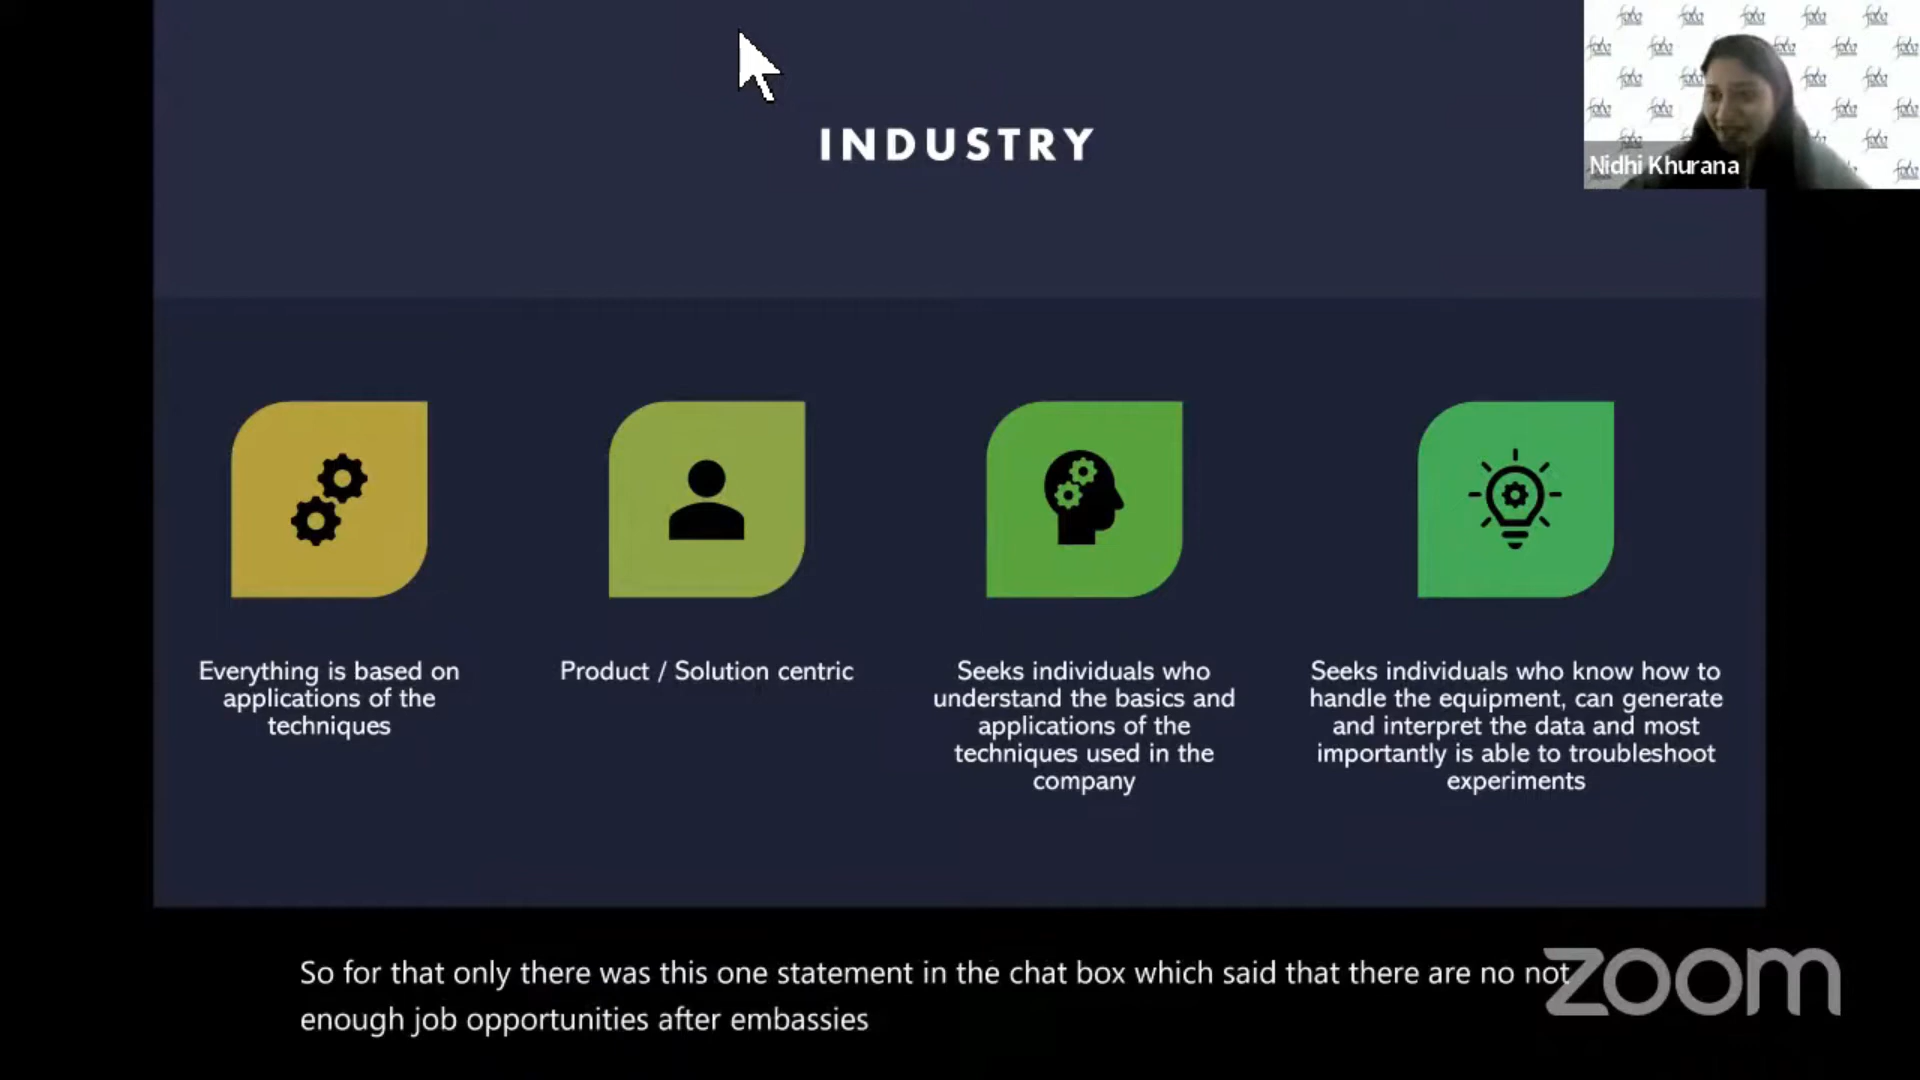 INDUSTRY
Nidhi Khurana
Everything is based on
applications of the
techniques
Product / Solution centric
Seeks individuals who
understand the basics and
applications of the
techniques used in the
company
Seeks individuals who know how to
handle the equipment, can generate
and interpret the data and most
importantly is able to troubleshoot
experiments
So for that only there was this one statement in the chat box which said that there are no not
enough job opportunities after embassies
zoom